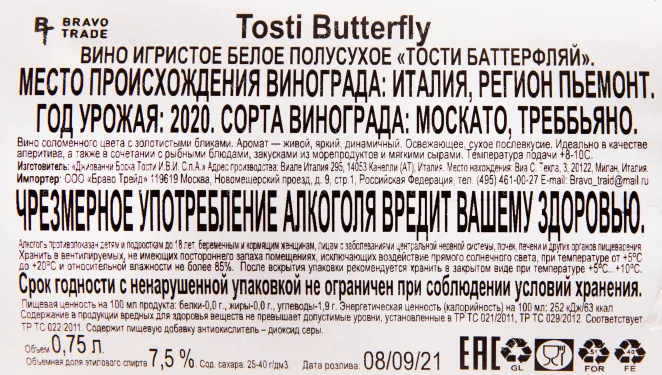 BRAVO
TRADE
Tosti Butterfly
ВИНО ИГРИСТОЕ БЕЛОЕ ПОЛУСУХОЕ «ТОСТИ БАТТЕРФЛЯЙ».
МЕСТО ПРОИСХОЖДЕНИЯ ВИНОГРАДА: ИТАЛИЯ, РЕГИОН ПЬЕМОНТ.
ГОД УРОЖАЯ: 2020. СОРТА ВИНОГРАДА: МОСКАТО, ТРЕББЬЯНО.
Вино соломенного цвета с золотистыми бликами. Аромат — живой, яркий, динамичный. Освежающее, сухое послевкусие. Идеально в качестве
аперитива, а также в сочетании с рыбными блюдами, закусками из морепродуктов и мягкими сырами. Температура подачи +8-10С.
Изготовитель: «Джованни Боска Тости И.В.И. С.п.А.» Адрес производства: Виале Италия 295, 14053 Канелли (АТ), Италия. Место нахождения: Виа С. Текла, 3, 20122, Милан, Италия.
Импортер: ООО «Браво Трейд» 119619 Москва, Новомещерский проезд, д. 9, стр.1, Российская Федерация, тел. (495) 461-00-27 E-mail: Bravo_traid@mail ru
ЧРЕЗМЕРНОЕ УПОТРЕБЛЕНИЕ АЛКОГОЛЯ ВРЕДИТ ВАШЕМУ ЗДОРОВЬЮ.
Алкоголь противопоказан детям и подросткам до 18 лет, беременным и кормящим женщинам, лицам с заболеваниями центральной нервной системы, почек, печени и других органов пищеварения.
Хранить в вентилируемых, не имеющих постороннего запаха помещениях, исключающих воздействие прямого солнечного света, при температуре от +5°С
до +20°С и относительной влажности не более 85%. После вскрытия упаковки рекомендуется хранить в закрытом виде при температуре +5°С...+10°С.
Срок годности с ненарушенной упаковкой не ограничен при соблюдении условий хранения.
Пищевая ценность на 100 мл продукта: белки-0,0 г., жиры-0,0 г., углеводы-1,9 г. Энергетическая ценность (калорийность) на 100 мл: 252 кДж/63 ккал
Содержание в продукции вредных для здоровья веществ не превышает допустимые уровни, установленные в ТР ТС 021/2011, ТР ТС 029/2012. Соответствует
ТР ТС 022/2011. Содержит пищевую добавку антиокислитель – диоксид серы.
Объем 0,75 л.
Объемная доля этилового спирта 7,5 %. Сод. сахара: 25-40 г/дм3. Дата розлива: 08/09/21 EAC GL 51 FOR 40 FE